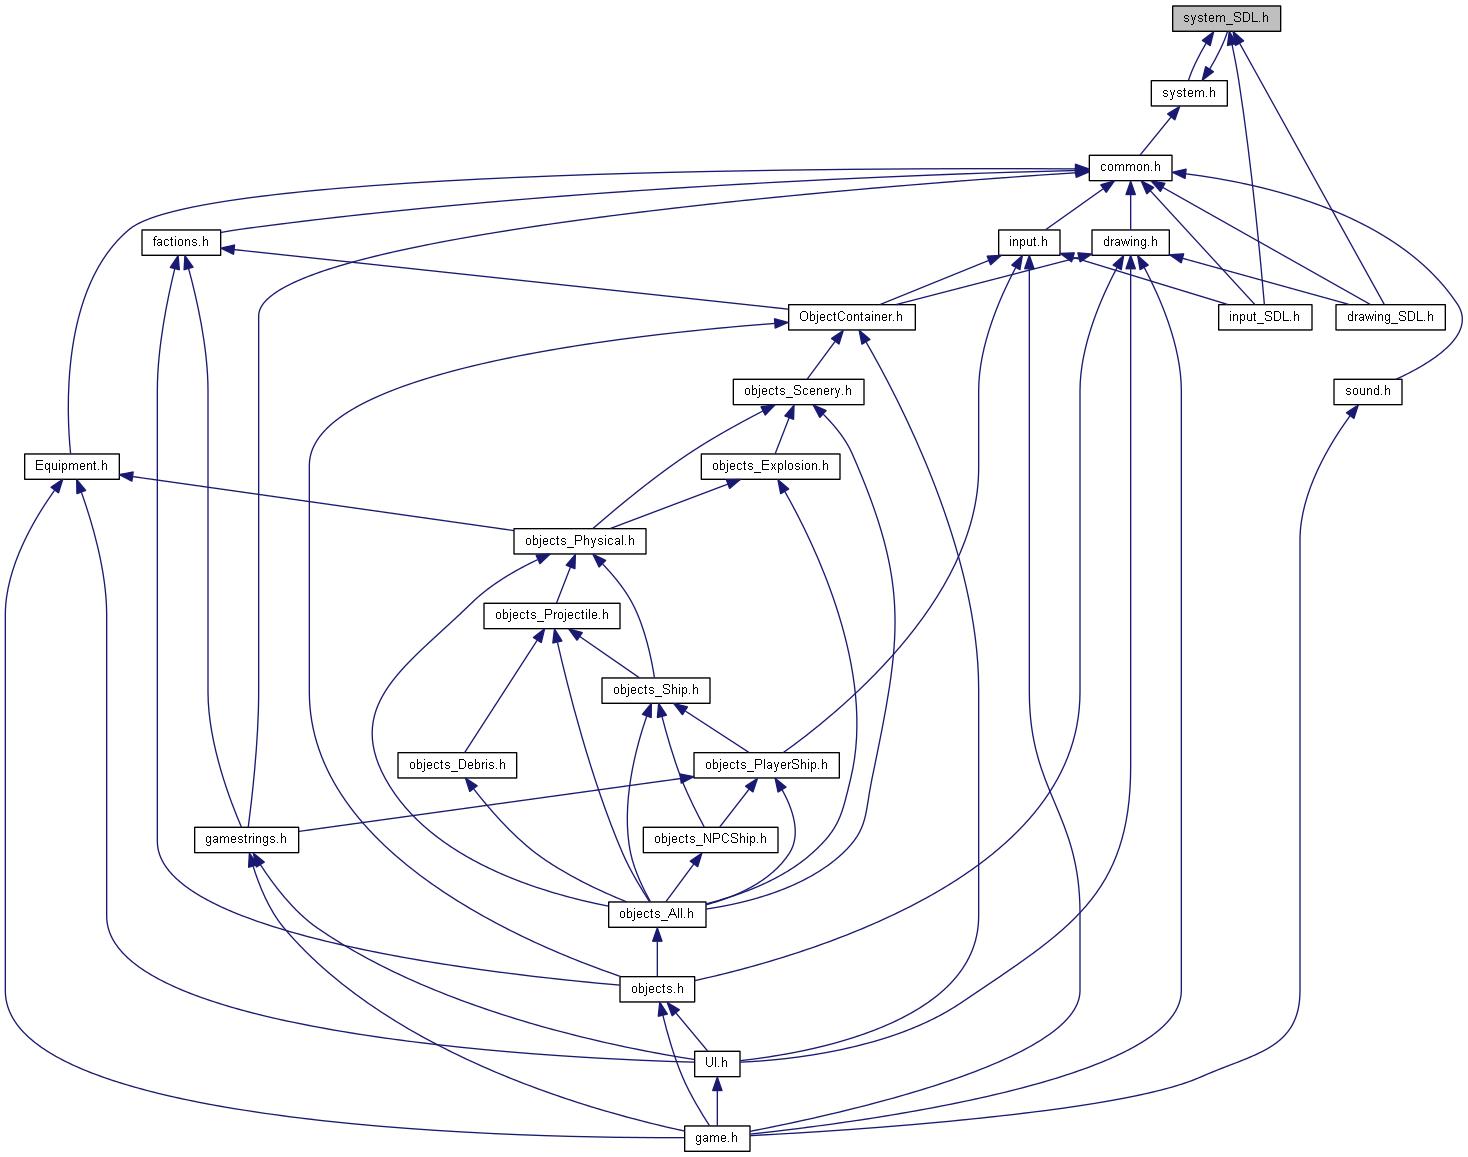 system_SDL.h
system.h
common.h
factions.h
input.h
drawing.h
ObjectContainer.h
input_SDL.h
drawing_SDL.h
objects_Scenery.h
sound.h
Equipment.h
objects_Explosion.h
objects_Physical.h
objects_Projectile.h
objects_Ship.h
objects_Debris.h
objects_PlayerShip.h
gamestrings.h
objects_NPCShip.h
objects_All.h
objects.h
UI.h
game.h